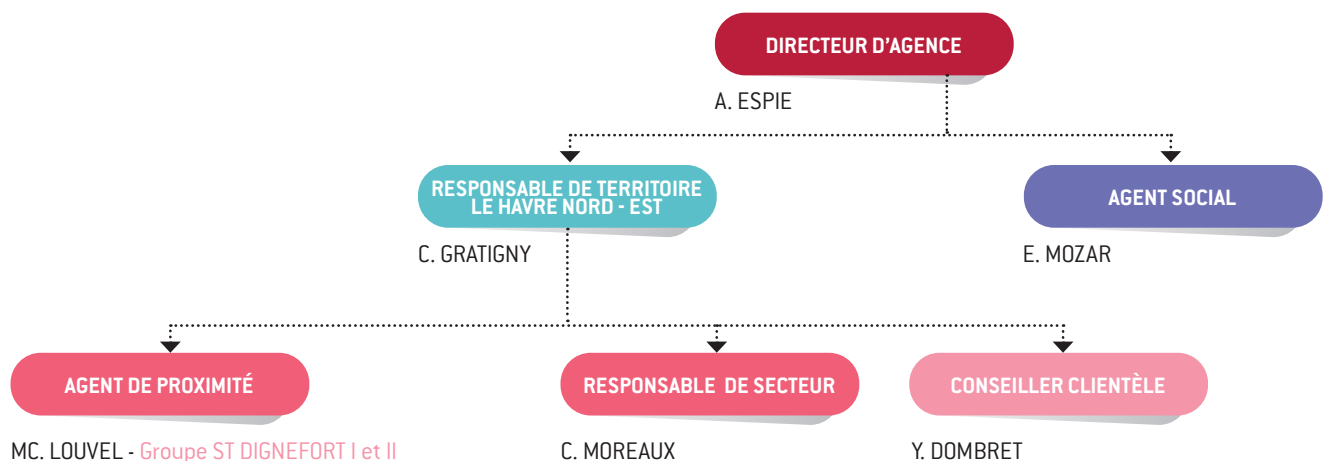 DIRECTEUR D'AGENCE
A. ESPIE
RESPONSABLE DE TERRITOIRE
LE HAVRE NORD - EST
C. GRATIGNY
AGENT SOCIAL
E. MOZAR
AGENT DE PROXIMITÉ
MC. LOUVEL - Groupe ST DIGNEFORT I et II
RESPONSABLE DE SECTEUR
C. MOREAUX
CONSEILLER CLIENTÈLE
Y. DOMBRET